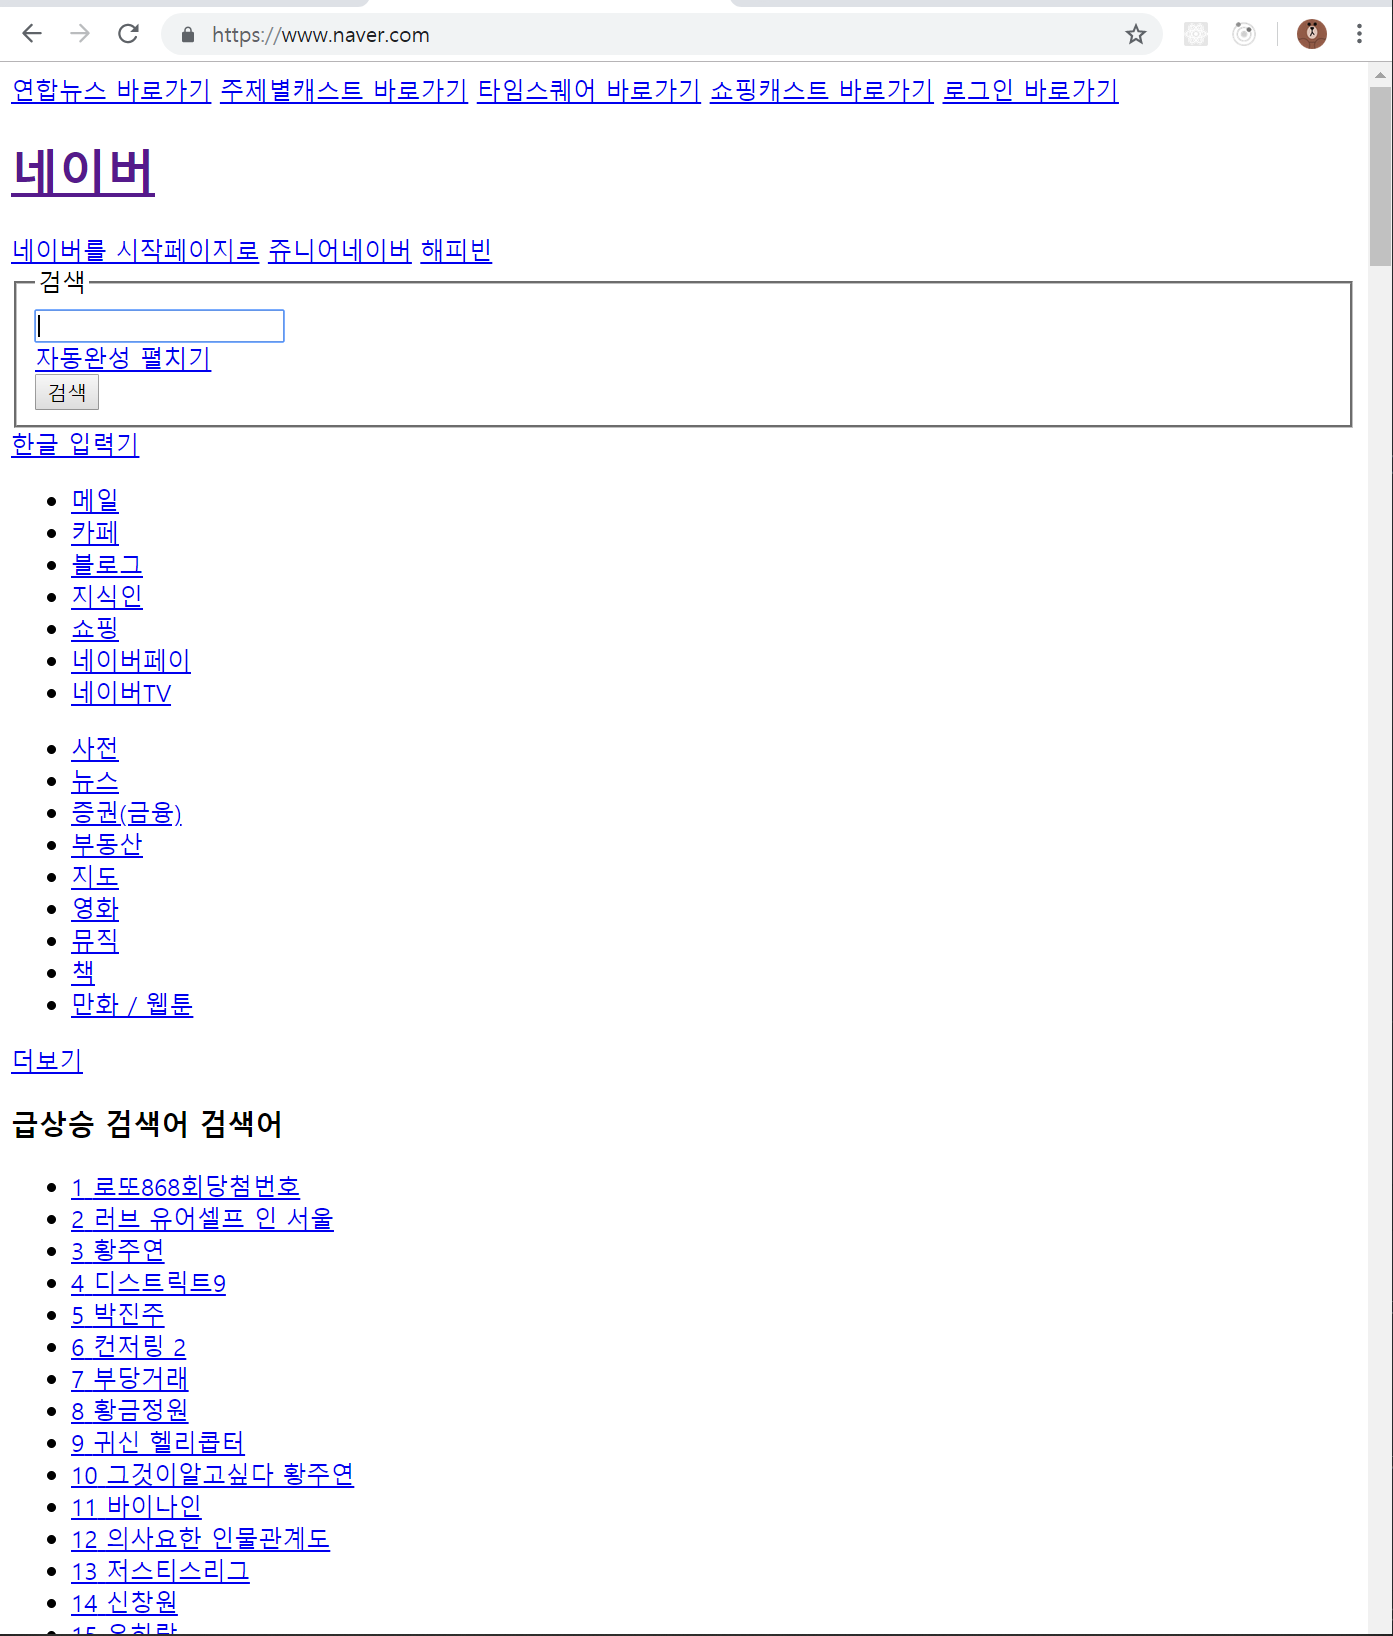 https://www.naver.com
연합뉴스 바로가기 주제별캐스트 바로가기 타임스퀘어 바로가기 쇼핑캐스트 바로가기 로그인 바로가기
네이버
네이버를 시작페이지로 쥬니어네이버 해피빈
검색
자동완성 펼치기
검색
한글 입력기
메일
카페
블로그
지식인
쇼핑
네이버페이
네이버TV
사전
뉴스
증권(금융)
부동산
지도
영화
뮤직
책
만화 / 웹툰
더보기
급상승 검색어 검색어
1 로또868회당첨번호
2 러브 유어셀프 인 서울
3 황주연
4 디스트릭트9
5 박진주
6 컨저링 2
7 부당거래
8 황금정원
9 귀신 헬리콥터
10 그것이알고싶다 황주연
11 바이나인
12 의사요한 인물관계도
13 저스티스리그
14 신창원
15